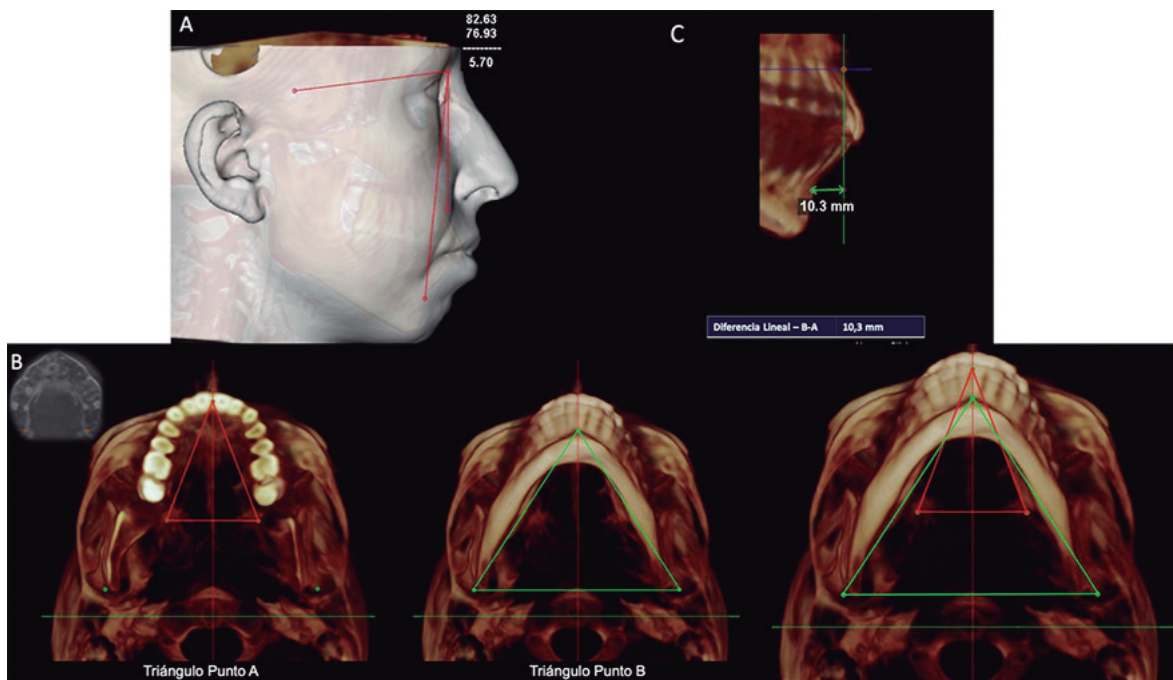 A
82.63
76.93
---------
5.70
C
10.3 mm
Diferencia Lineal – B-A 10,3 mm
B
Triángulo Punto A
Triángulo Punto B